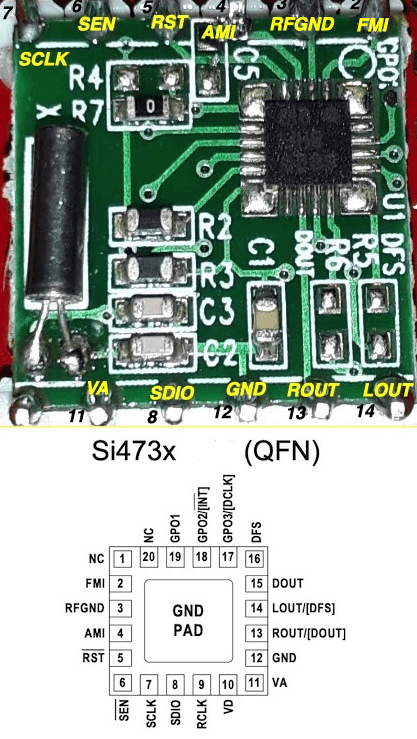 7 6 5 4 3 2
SEN RST AMI RFGND FMI
SCLK
R4 C5 GPO
R7 0
X
U1
R2 DOUT R6 R5 DFS
C1
R3
C3
C2
VA SDIO GND ROUT LOUT
11 8 12 13 14
Si473x (QFN)
NC GPO1 GPO2/[INT] GPO3/[DCLK] DFS
20 19 18 17 16
NC 1
FMI 2 15 DOUT
RFGND 3 GND 14 LOUT/[DFS]
AMI 4 PAD 13 ROUT/[DOUT]
RST 5 12 GND
6 7 8 9 10 11 VA
SEN SCLK SDIO RCLK VD